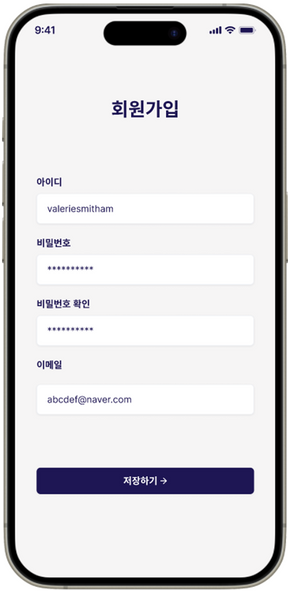 9:41
회원가입
아이디
valeriesmitham
비밀번호
**********
비밀번호 확인
**********
이메일
abcdef@naver.com
저장하기 →